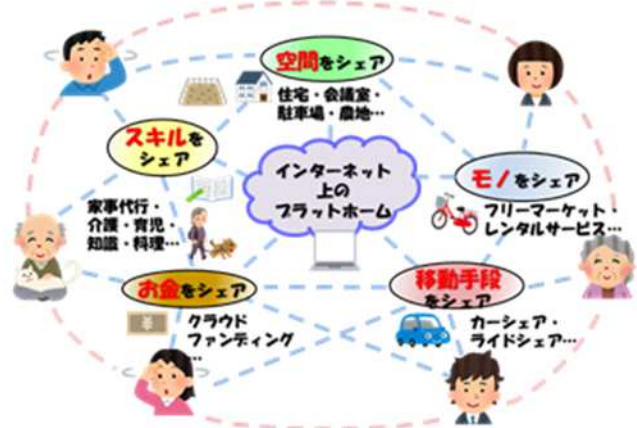 空間をシェア
住宅・会議室・
駐車場・農地…
スキルを
シェア
家事代行・
介護・育児・
知識・料理…
インターネット
上の
プラットホーム
モノをシェア
フリーマーケット・
レンタルサービス…
お金をシェア
クラウド
ファンディング
…
移動手段
をシェア
カーシェア・
ライドシェア…